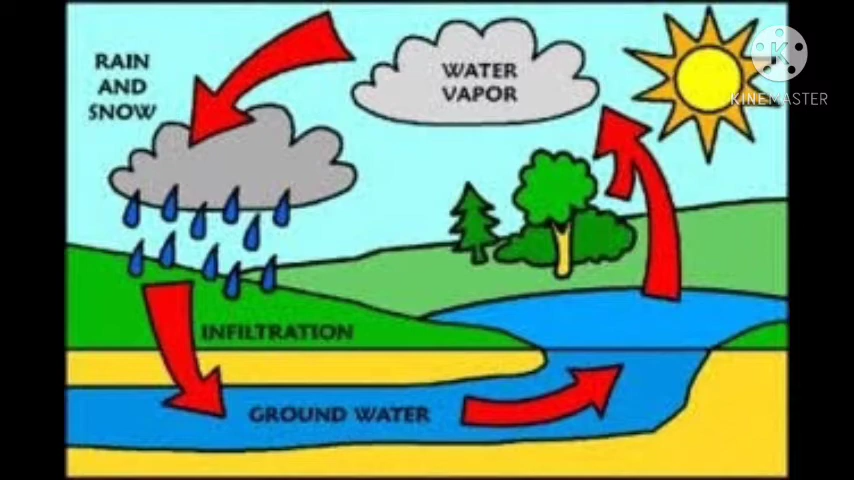 RAIN
AND
SNOW
WATER
VAPOR
K
KINEMASTER
INFILTRATION
GROUND WATER